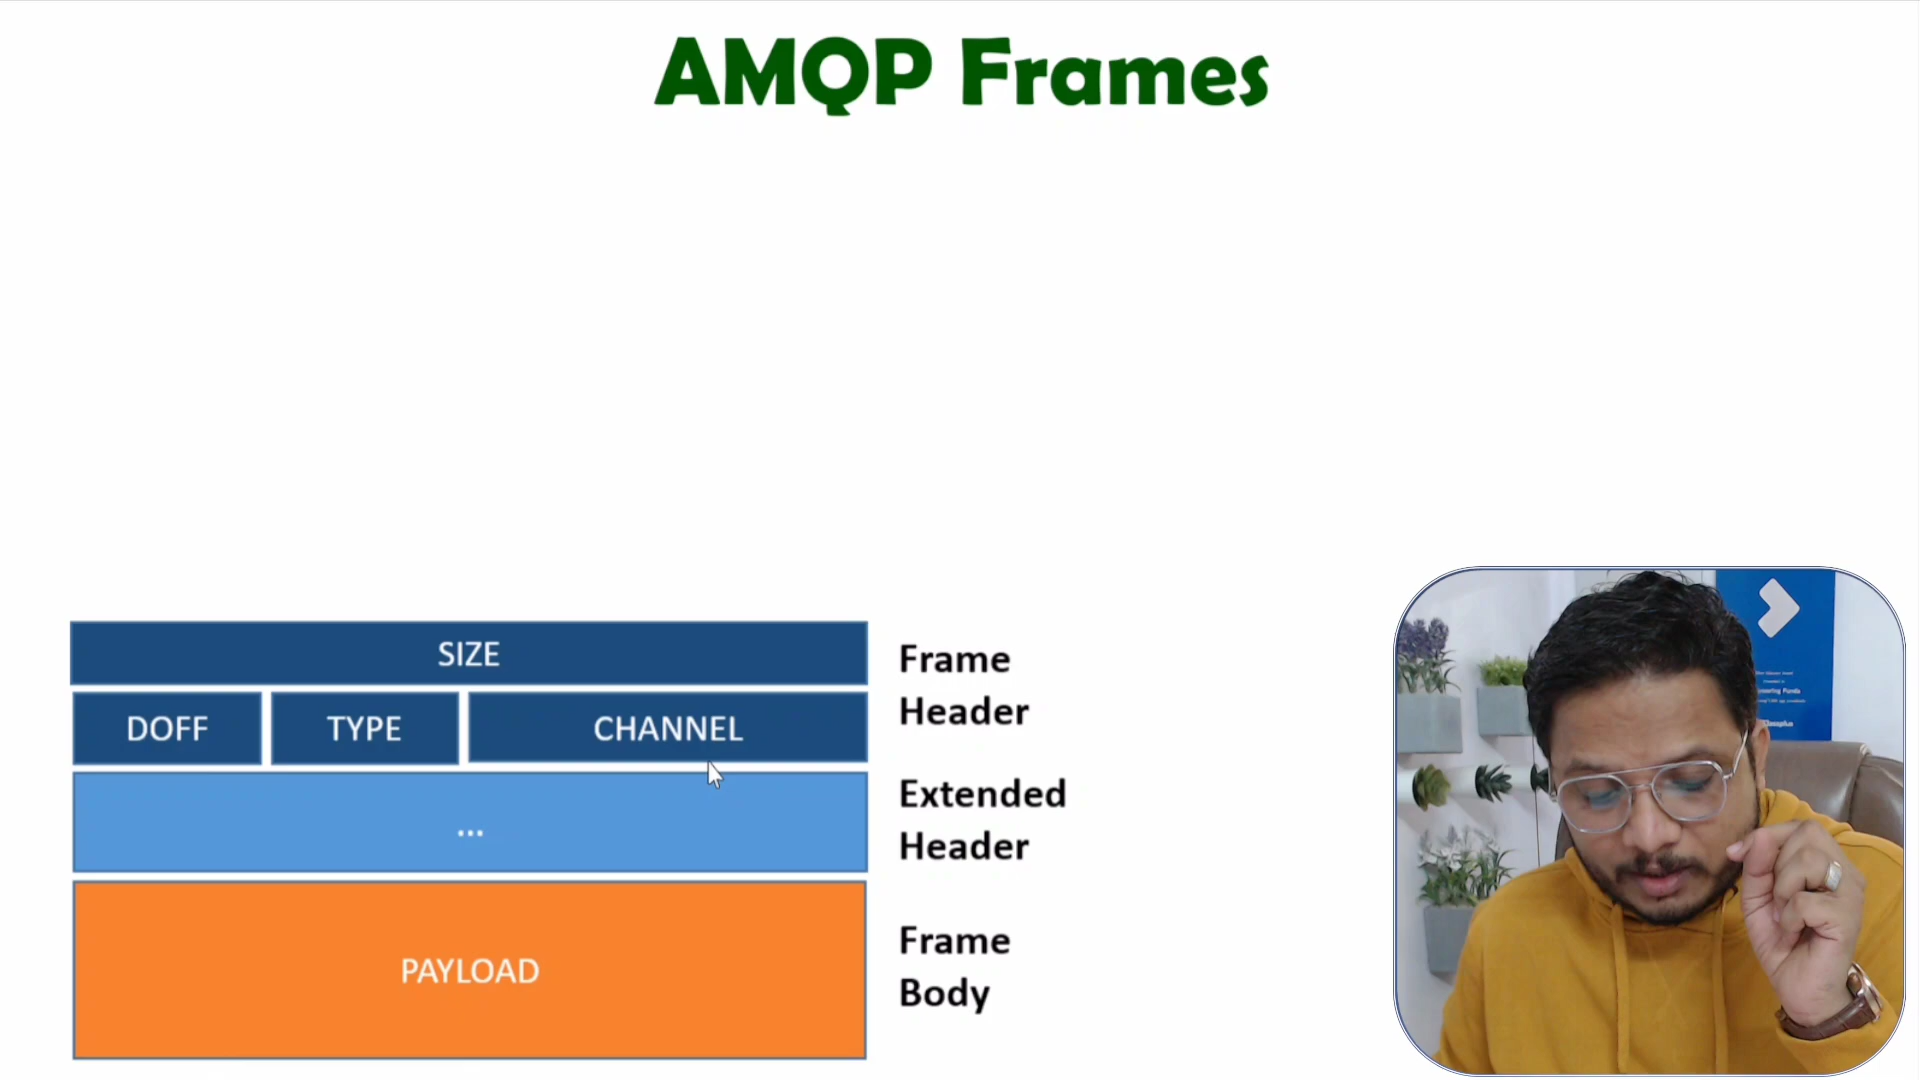 AMQP Frames
SIZE
Frame
Header
DOFF TYPE CHANNEL
...
Extended
Header
PAYLOAD
Frame
Body